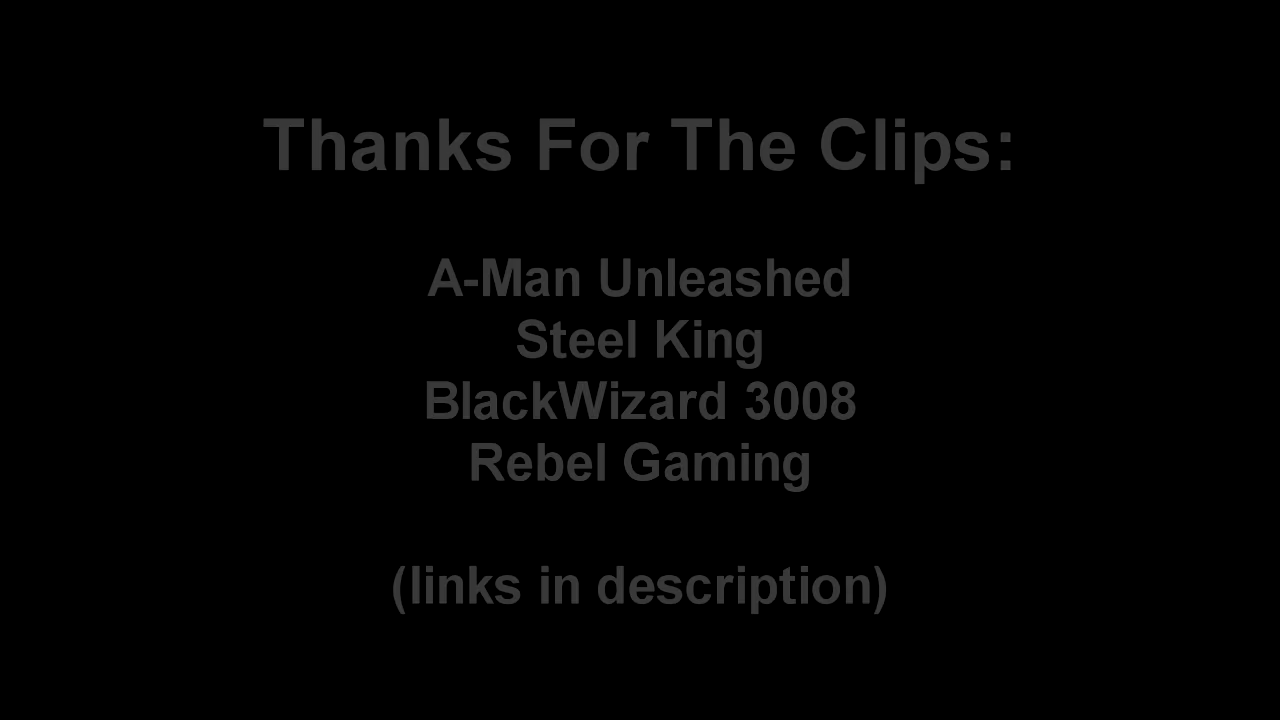 Thanks For The Clips:
A-Man Unleashed
Steel King
BlackWizard 3008
Rebel Gaming
(links in description)